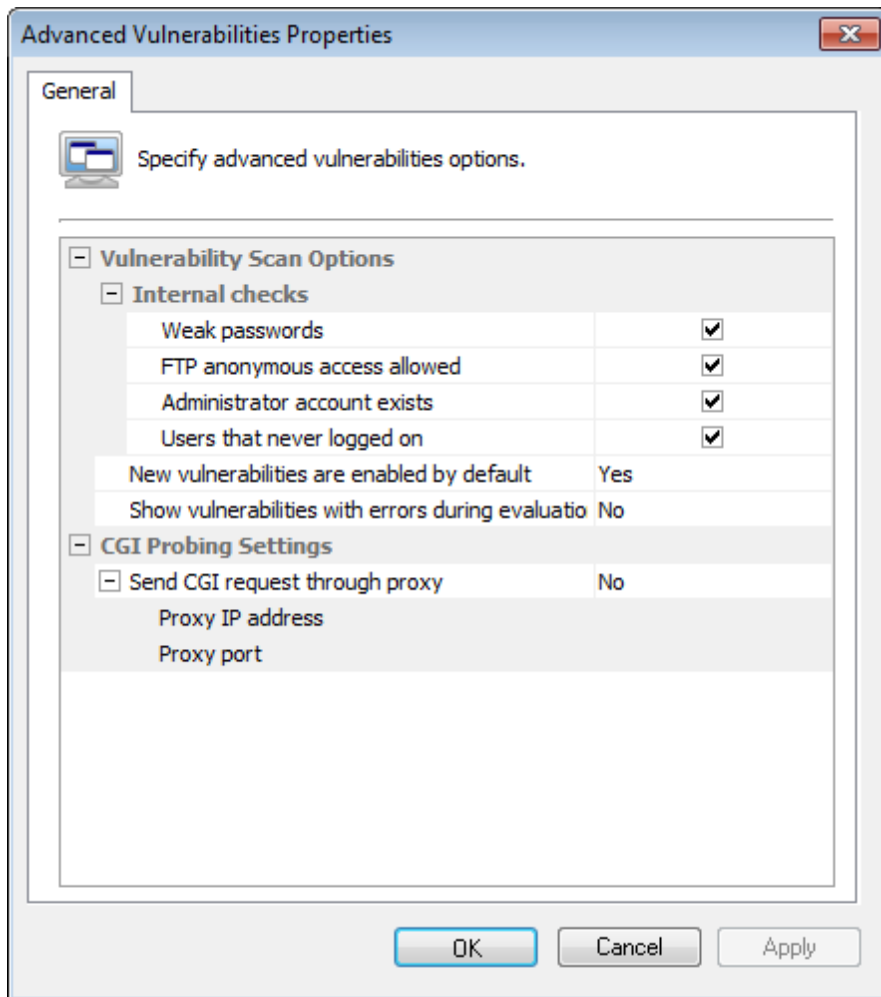 Advanced Vulnerabilities Properties
General
Specify advanced vulnerabilities options.
Vulnerability Scan Options
Internal checks
Weak passwords
FTP anonymous access allowed
Administrator account exists
Users that never logged on
New vulnerabilities are enabled by default Yes
Show vulnerabilities with errors during evaluatio No
CGI Probing Settings
Send CGI request through proxy No
Proxy IP address
Proxy port
OK Cancel Apply